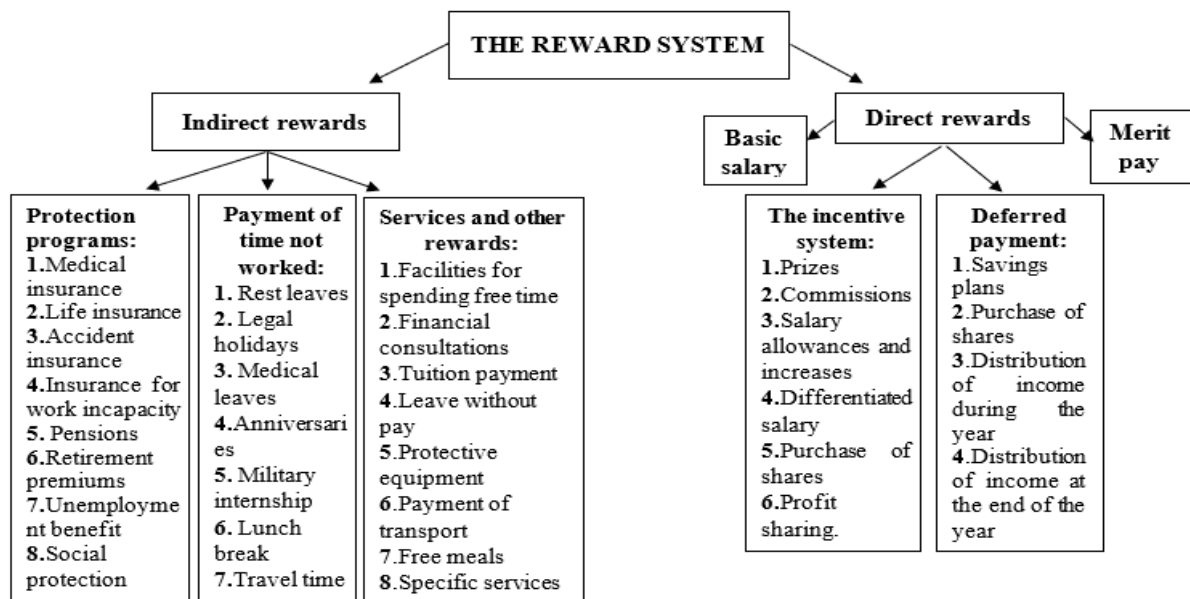 THE REWARD SYSTEM
Indirect rewards
Direct rewards
Basic
salary
Merit
pay
Protection
programs:
1.Medical
insurance
2.Life insurance
3.Accident
insurance
4.Insurance for
work incapacity
5. Pensions
6.Retirement
premiums
7.Unemployme
nt benefit
8.Social
protection
Payment of
time not
worked:
1. Rest leaves
2. Legal
holidays
3. Medical
leaves
4.Anniversari
es
5. Military
internship
6. Lunch
break
7.Travel time
Services and other
rewards:
1.Facilities for
spending free time
2.Financial
consultations
3.Tuition payment
4.Leave without
pay
5.Protective
equipment
6.Payment of
transport
7.Free meals
8.Specific services
The incentive
system:
1.Prizes
2.Commissions
3.Salary
allowances and
increases
4.Differentiated
salary
5.Purchase of
shares
6.Profit
sharing.
Deferred
payment:
1.Savings
plans
2.Purchase of
shares
3.Distribution
of income
during the
year
4.Distribution
of income at
the end of the
year